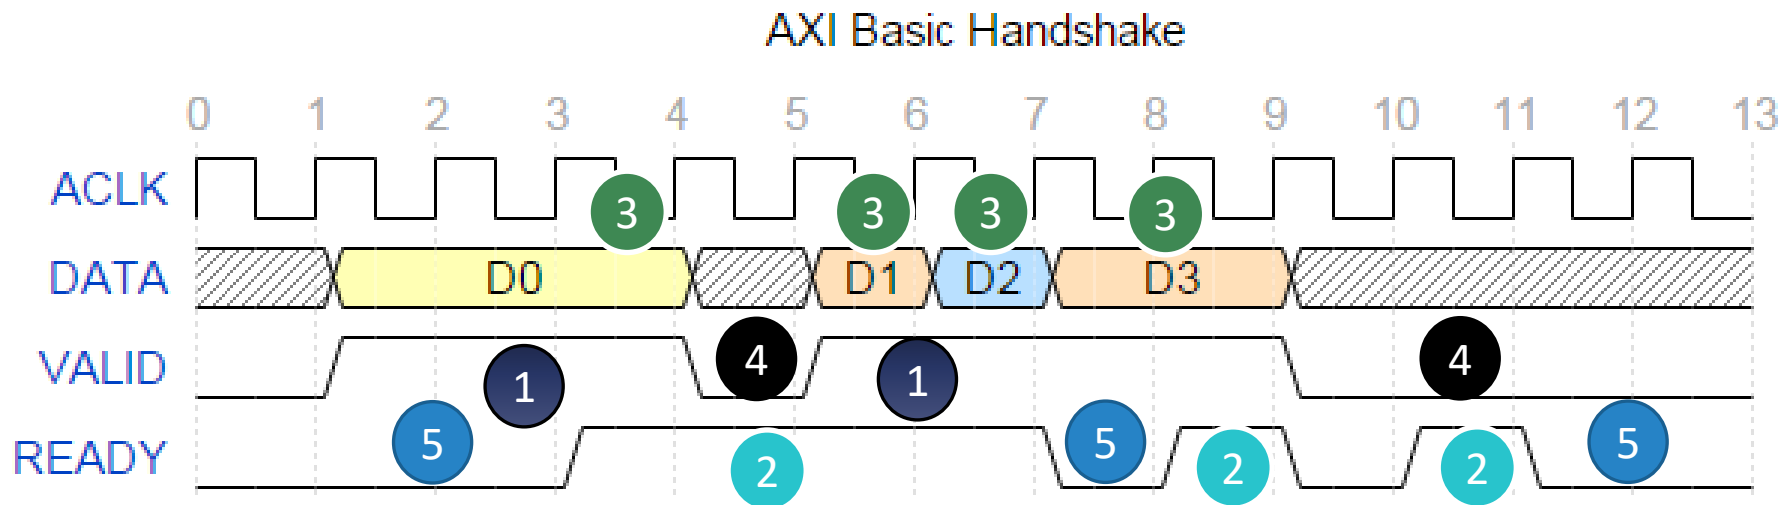 AXI Basic Handshake
0 1 2 3 4 5 6 7 8 9 10 11 12 13
ACLK
3 3 3 3
DATA D0 D1 D2 D3
VALID 1 4 1 4
READY 5 2 5 2 2 5